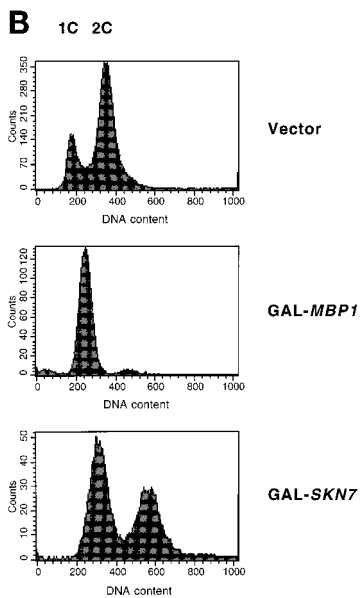 B
1C 2C
Counts
350
280
210
140
70
0
0 200 400 600 800 1000
DNA content
Vector
Counts
120
100
80
60
40
20
0
0 200 400 600 800 1000
DNA content
GAL-MBP1
Counts
50
40
30
20
10
0
0 200 400 600 800 1000
DNA content
GAL-SKN7